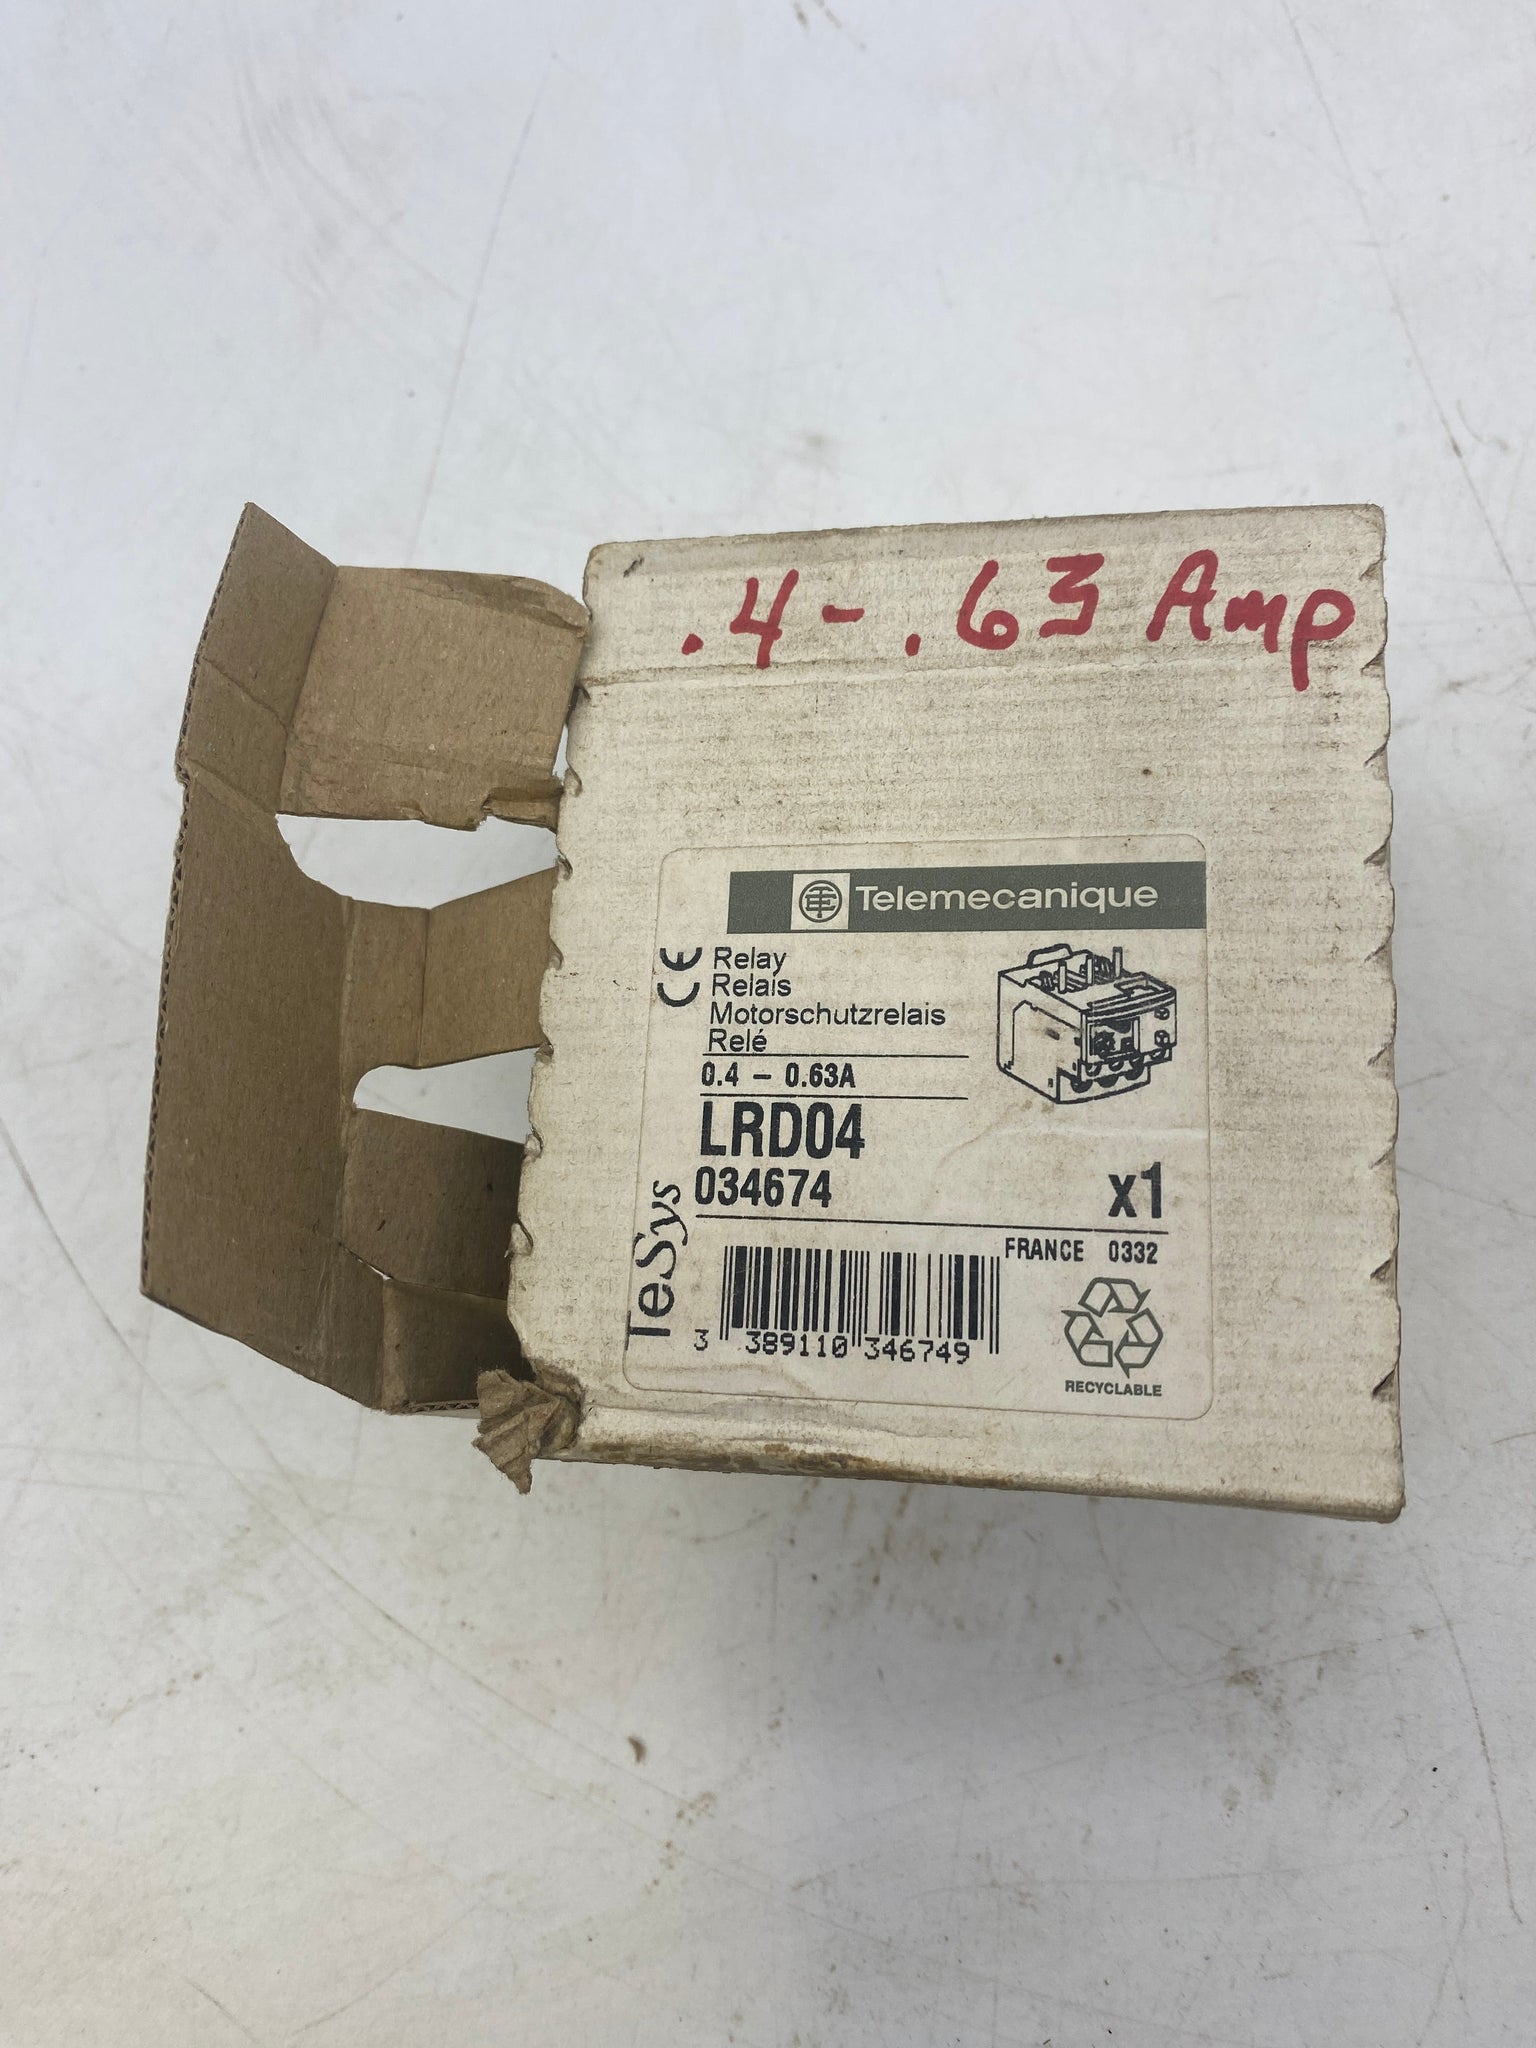 .4 - .63 Amp
Telemecanique
CE Relay
Relais
Motorschutzrelais
Relé
0.4 - 0.63A
LRD04
034674 x1
TeSys
FRANCE 0332
3 389110 346749
RECYCLABLE